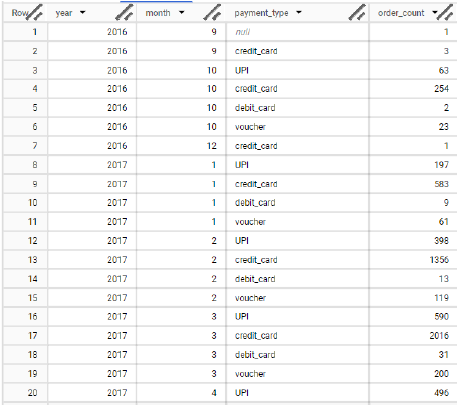 Row year month payment_type order_count
1 2016 9 null 1
2 2016 9 credit_card 3
3 2016 10 UPI 63
4 2016 10 credit_card 254
5 2016 10 debit_card 2
6 2016 10 voucher 23
7 2016 12 credit_card 1
8 2017 1 UPI 197
9 2017 1 credit_card 583
10 2017 1 debit_card 9
11 2017 1 voucher 61
12 2017 2 UPI 398
13 2017 2 credit_card 1356
14 2017 2 debit_card 13
15 2017 2 voucher 119
16 2017 3 UPI 590
17 2017 3 credit_card 2016
18 2017 3 debit_card 31
19 2017 3 voucher 200
20 2017 4 UPI 496